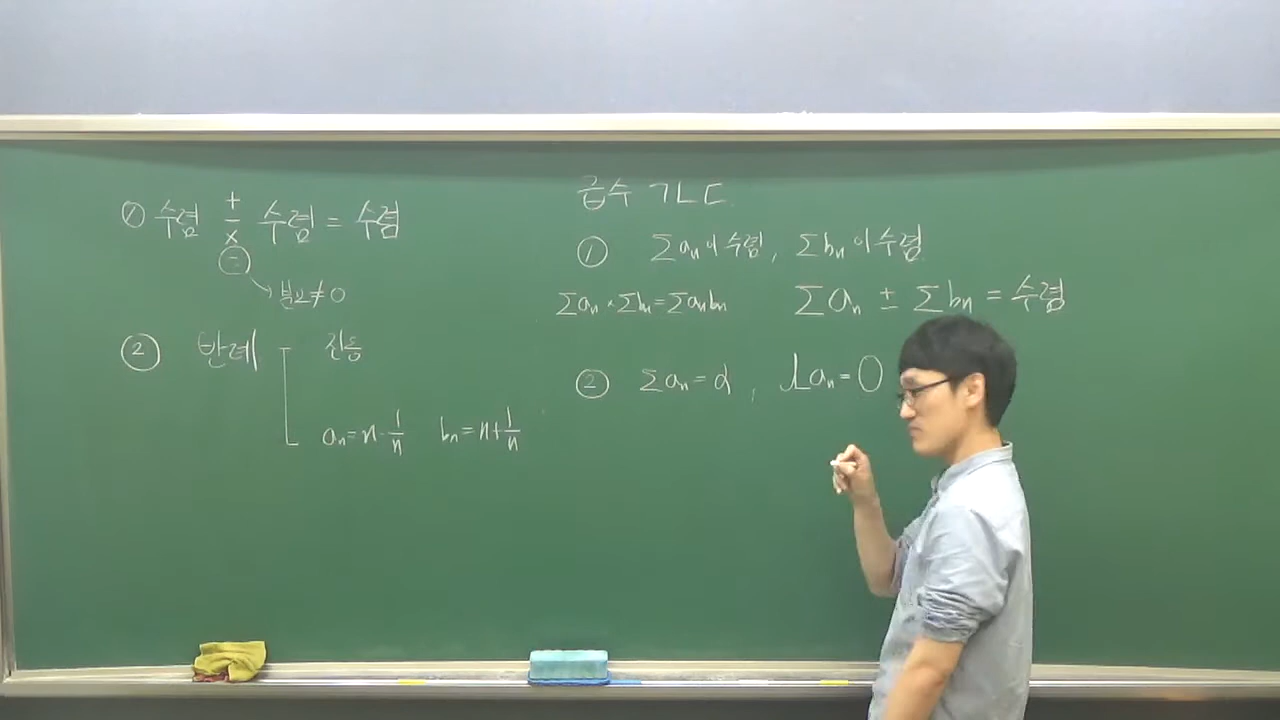 ① 수렴 ± × ÷ 수렴 = 수렴
분모≠0
② 반례 진동
aₙ=n-1/n bₙ=n+1/n
급수 ㄱㄴㄷ
① Σaₙ이 수렴, Σbₙ이 수렴
Σaₙ×Σbₙ=Σaₙbₙ Σaₙ ± Σbₙ = 수렴
② Σaₙ=α, Laₙ=0